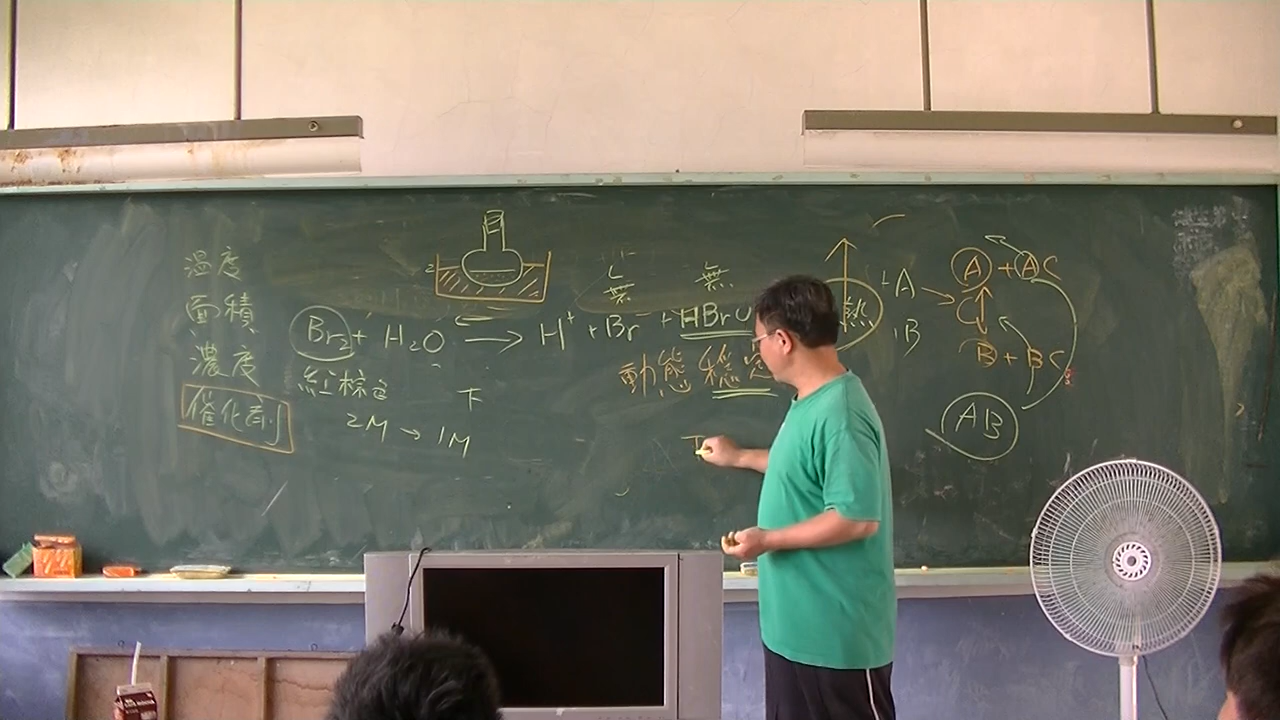 溫度
面積
濃度
催化劑
Br₂ + H₂O → H⁺ + Br⁻ + HBrO
無 無
紅棕色
2M → 1M
下
動態穩定
熱
+A
B
A + AC
C
B + BC
AB